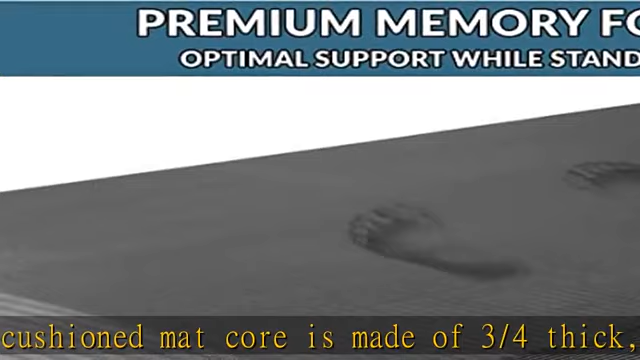 PREMIUM MEMORY FO
OPTIMAL SUPPORT WHILE STAND
cushioned mat core is made of 3/4 thick,